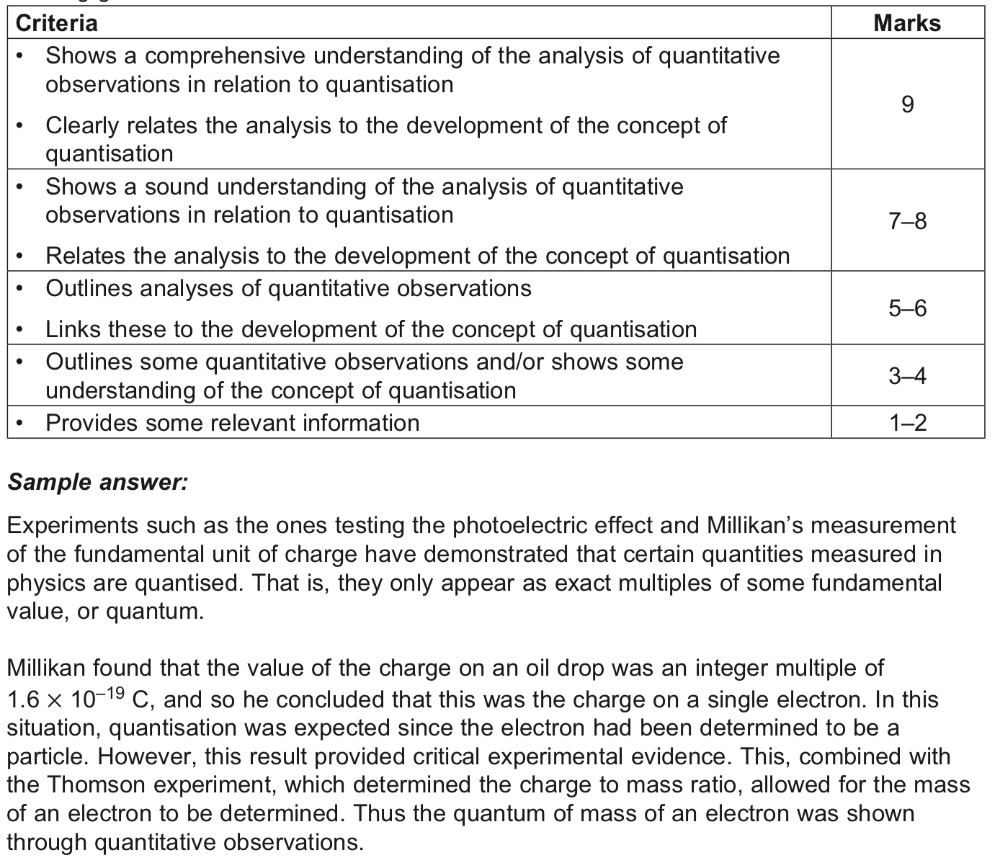 Criteria Marks
• Shows a comprehensive understanding of the analysis of quantitative
observations in relation to quantisation
• Clearly relates the analysis to the development of the concept of
quantisation
9
• Shows a sound understanding of the analysis of quantitative
observations in relation to quantisation
• Relates the analysis to the development of the concept of quantisation
7–8
• Outlines analyses of quantitative observations
• Links these to the development of the concept of quantisation
5–6
• Outlines some quantitative observations and/or shows some
understanding of the concept of quantisation
3–4
• Provides some relevant information
1–2
Sample answer:
Experiments such as the ones testing the photoelectric effect and Millikan’s measurement
of the fundamental unit of charge have demonstrated that certain quantities measured in
physics are quantised. That is, they only appear as exact multiples of some fundamental
value, or quantum.
Millikan found that the value of the charge on an oil drop was an integer multiple of
1.6 × 10⁻¹⁹ C, and so he concluded that this was the charge on a single electron. In this
situation, quantisation was expected since the electron had been determined to be a
particle. However, this result provided critical experimental evidence. This, combined with
the Thomson experiment, which determined the charge to mass ratio, allowed for the mass
of an electron to be determined. Thus the quantum of mass of an electron was shown
through quantitative observations.